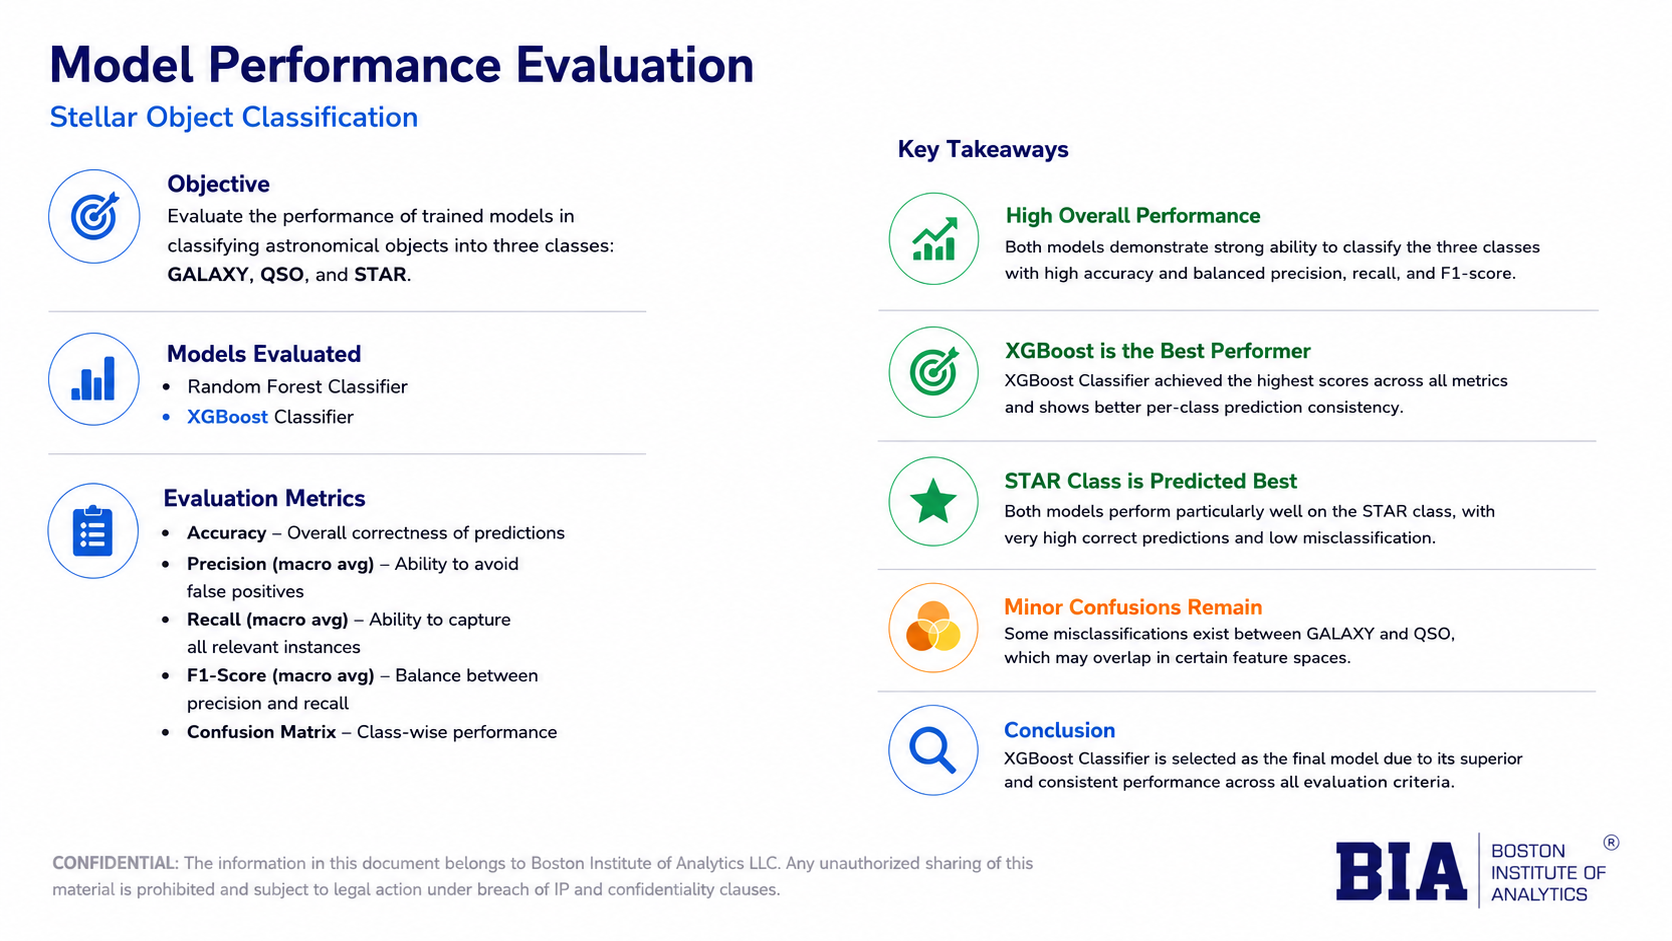 Model Performance Evaluation
Stellar Object Classification
Objective
Evaluate the performance of trained models in
classifying astronomical objects into three classes:
GALAXY, QSO, and STAR.
Models Evaluated
• Random Forest Classifier
• XGBoost Classifier
Evaluation Metrics
• Accuracy – Overall correctness of predictions
• Precision (macro avg) – Ability to avoid
false positives
• Recall (macro avg) – Ability to capture
all relevant instances
• F1-Score (macro avg) – Balance between
precision and recall
• Confusion Matrix – Class-wise performance
Key Takeaways
High Overall Performance
Both models demonstrate strong ability to classify the three classes
with high accuracy and balanced precision, recall, and F1-score.
XGBoost is the Best Performer
XGBoost Classifier achieved the highest scores across all metrics
and shows better per-class prediction consistency.
STAR Class is Predicted Best
Both models perform particularly well on the STAR class, with
very high correct predictions and low misclassification.
Minor Confusions Remain
Some misclassifications exist between GALAXY and QSO,
which may overlap in certain feature spaces.
Conclusion
XGBoost Classifier is selected as the final model due to its superior
and consistent performance across all evaluation criteria.
CONFIDENTIAL: The information in this document belongs to Boston Institute of Analytics LLC. Any unauthorized sharing of this
material is prohibited and subject to legal action under breach of IP and confidentiality clauses.
BIA
BOSTON
INSTITUTE OF
ANALYTICS
®